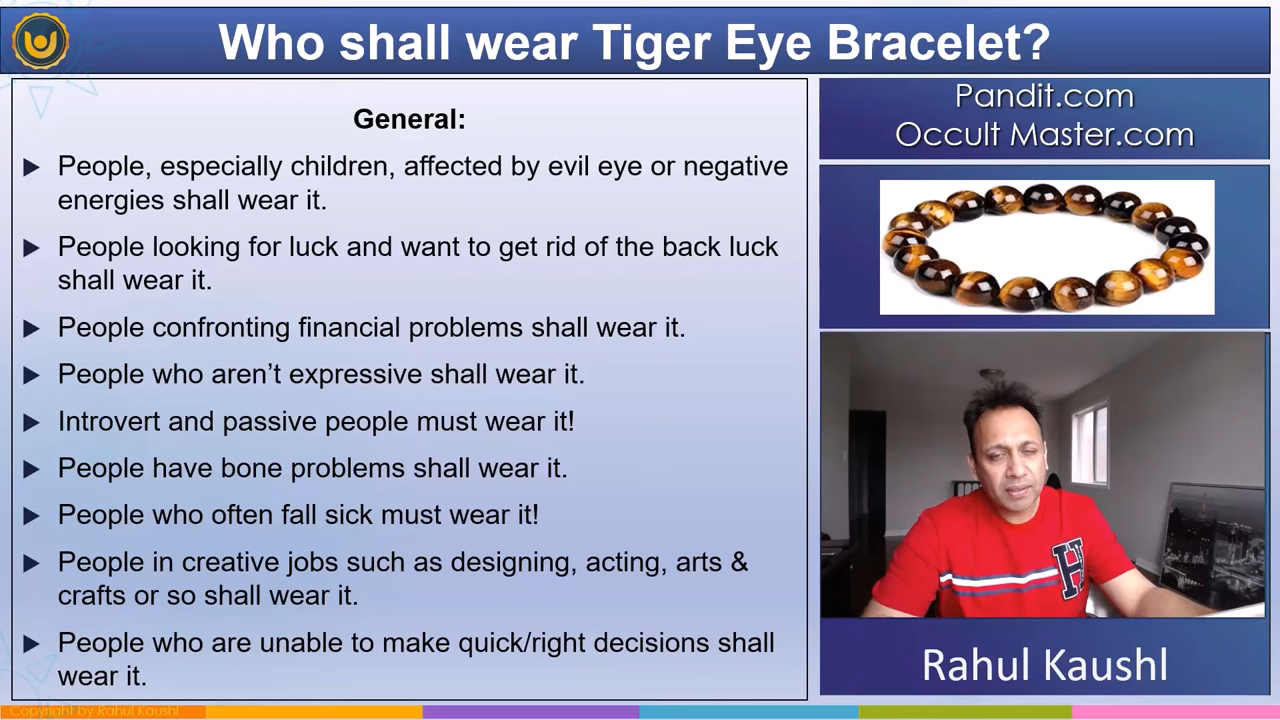 Who shall wear Tiger Eye Bracelet?
General:
People, especially children, affected by evil eye or negative
energies shall wear it.
People looking for luck and want to get rid of the back luck
shall wear it.
People confronting financial problems shall wear it.
People who aren’t expressive shall wear it.
Introvert and passive people must wear it!
People have bone problems shall wear it.
People who often fall sick must wear it!
People in creative jobs such as designing, acting, arts &
crafts or so shall wear it.
People who are unable to make quick/right decisions shall
wear it.
Pandit.com
Occult Master.com
H
Rahul Kaushl
Copyright by Rahul Kaushl